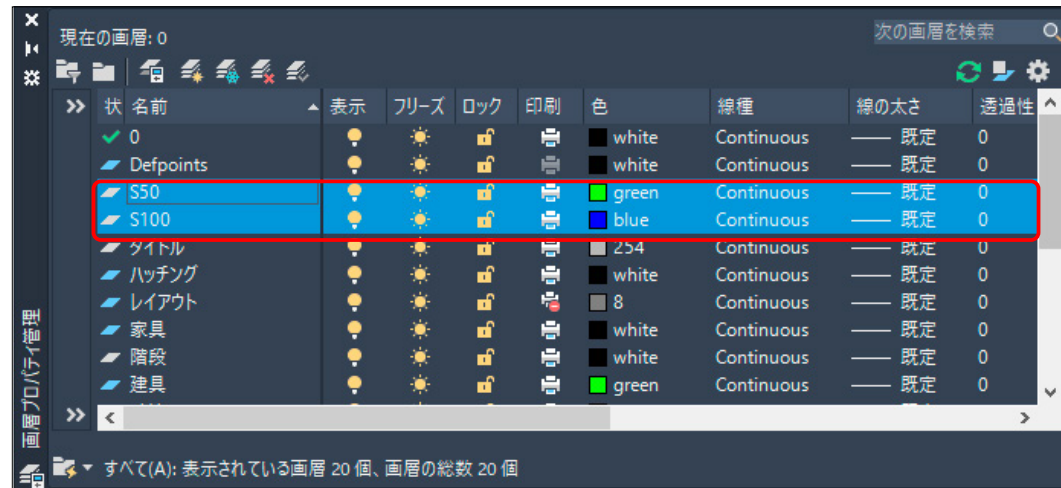 現在の画層: 0
次の画層を検索
状 名前 表示 フリーズ ロック 印刷 色 線種 線の太さ 透過性
0 white Continuous 既定 0
Defpoints white Continuous 既定 0
S50 green Continuous 既定 0
S100 blue Continuous 既定 0
タイトル 254 Continuous 既定 0
ハッチング white Continuous 既定 0
レイアウト 8 Continuous 既定 0
家具 white Continuous 既定 0
階段 white Continuous 既定 0
建具 green Continuous 既定 0
画層プロパティ管理
すべて(A): 表示されている画層 20 個、画層の総数 20 個